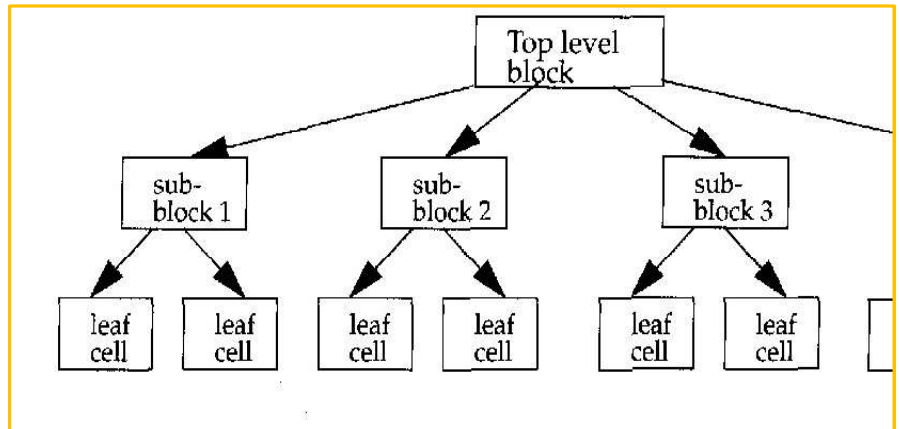 Top level
block
sub-
block 1
sub-
block 2
sub-
block 3
leaf
cell
leaf
cell
leaf
cell
leaf
cell
leaf
cell
leaf
cell